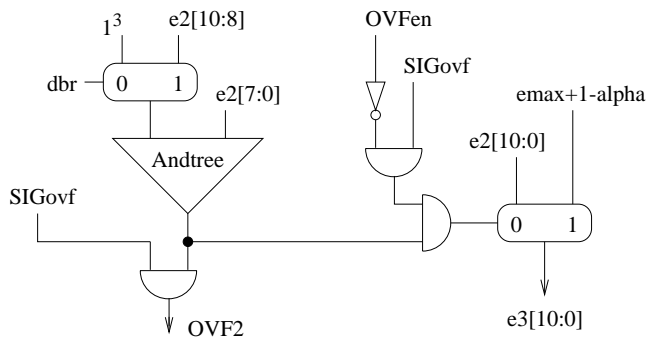 1³ e2[10:8] OVFen
dbr 0 1 SIGovf
e2[7:0] emax+1-alpha
Andtree e2[10:0]
SIGovf 0 1
OVF2 e3[10:0]